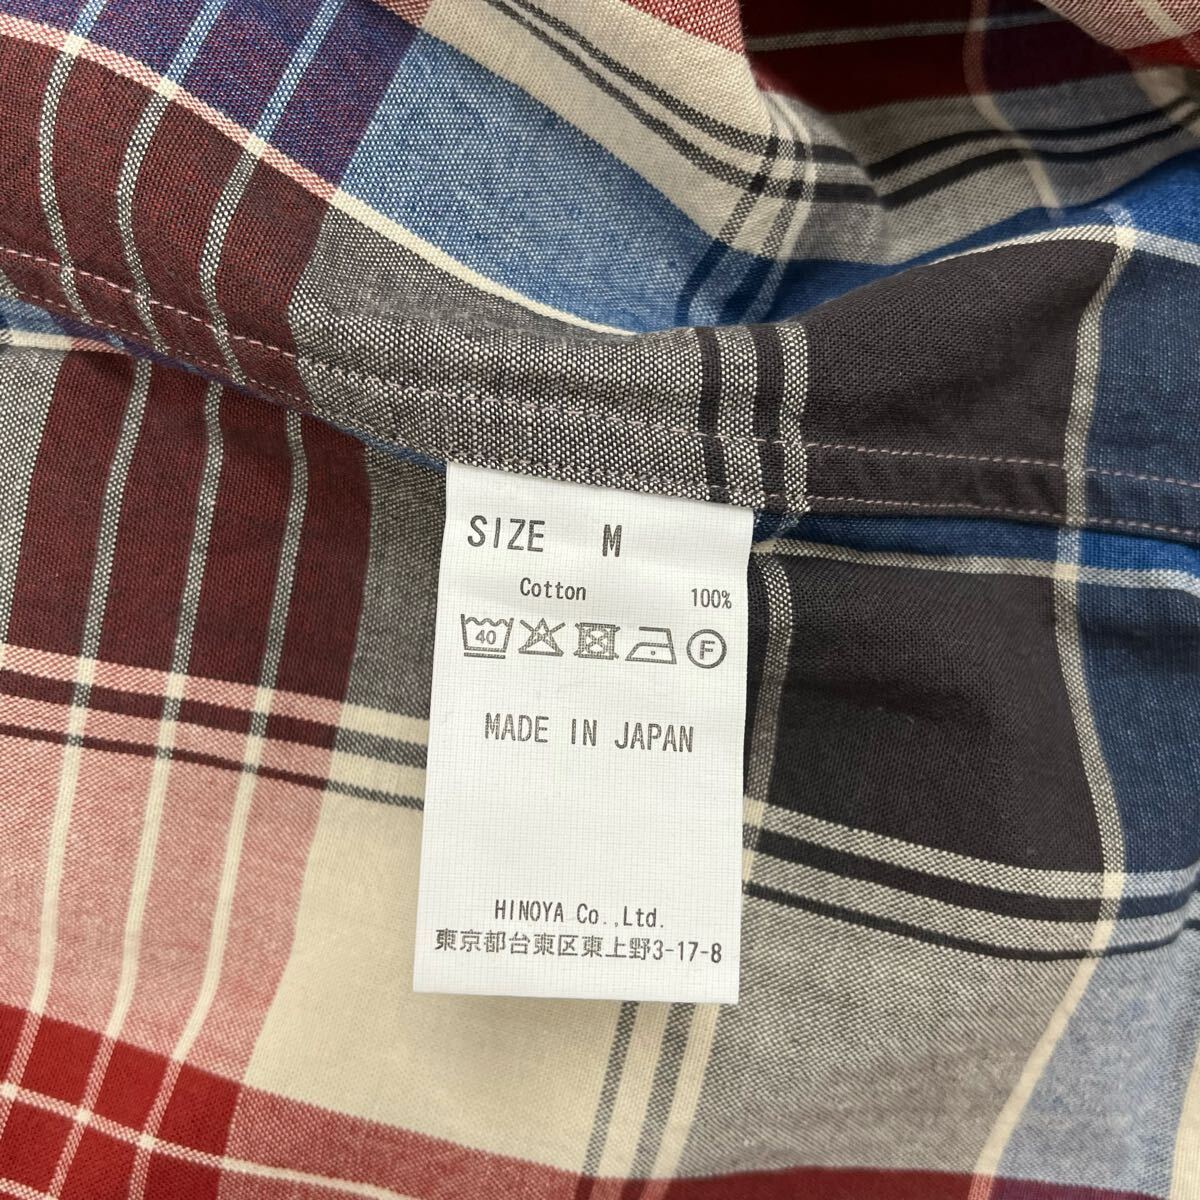 SIZE M
Cotton 100%
40 F
MADE IN JAPAN
HINOYA Co.,Ltd.
東京都台東区東上野3-17-8